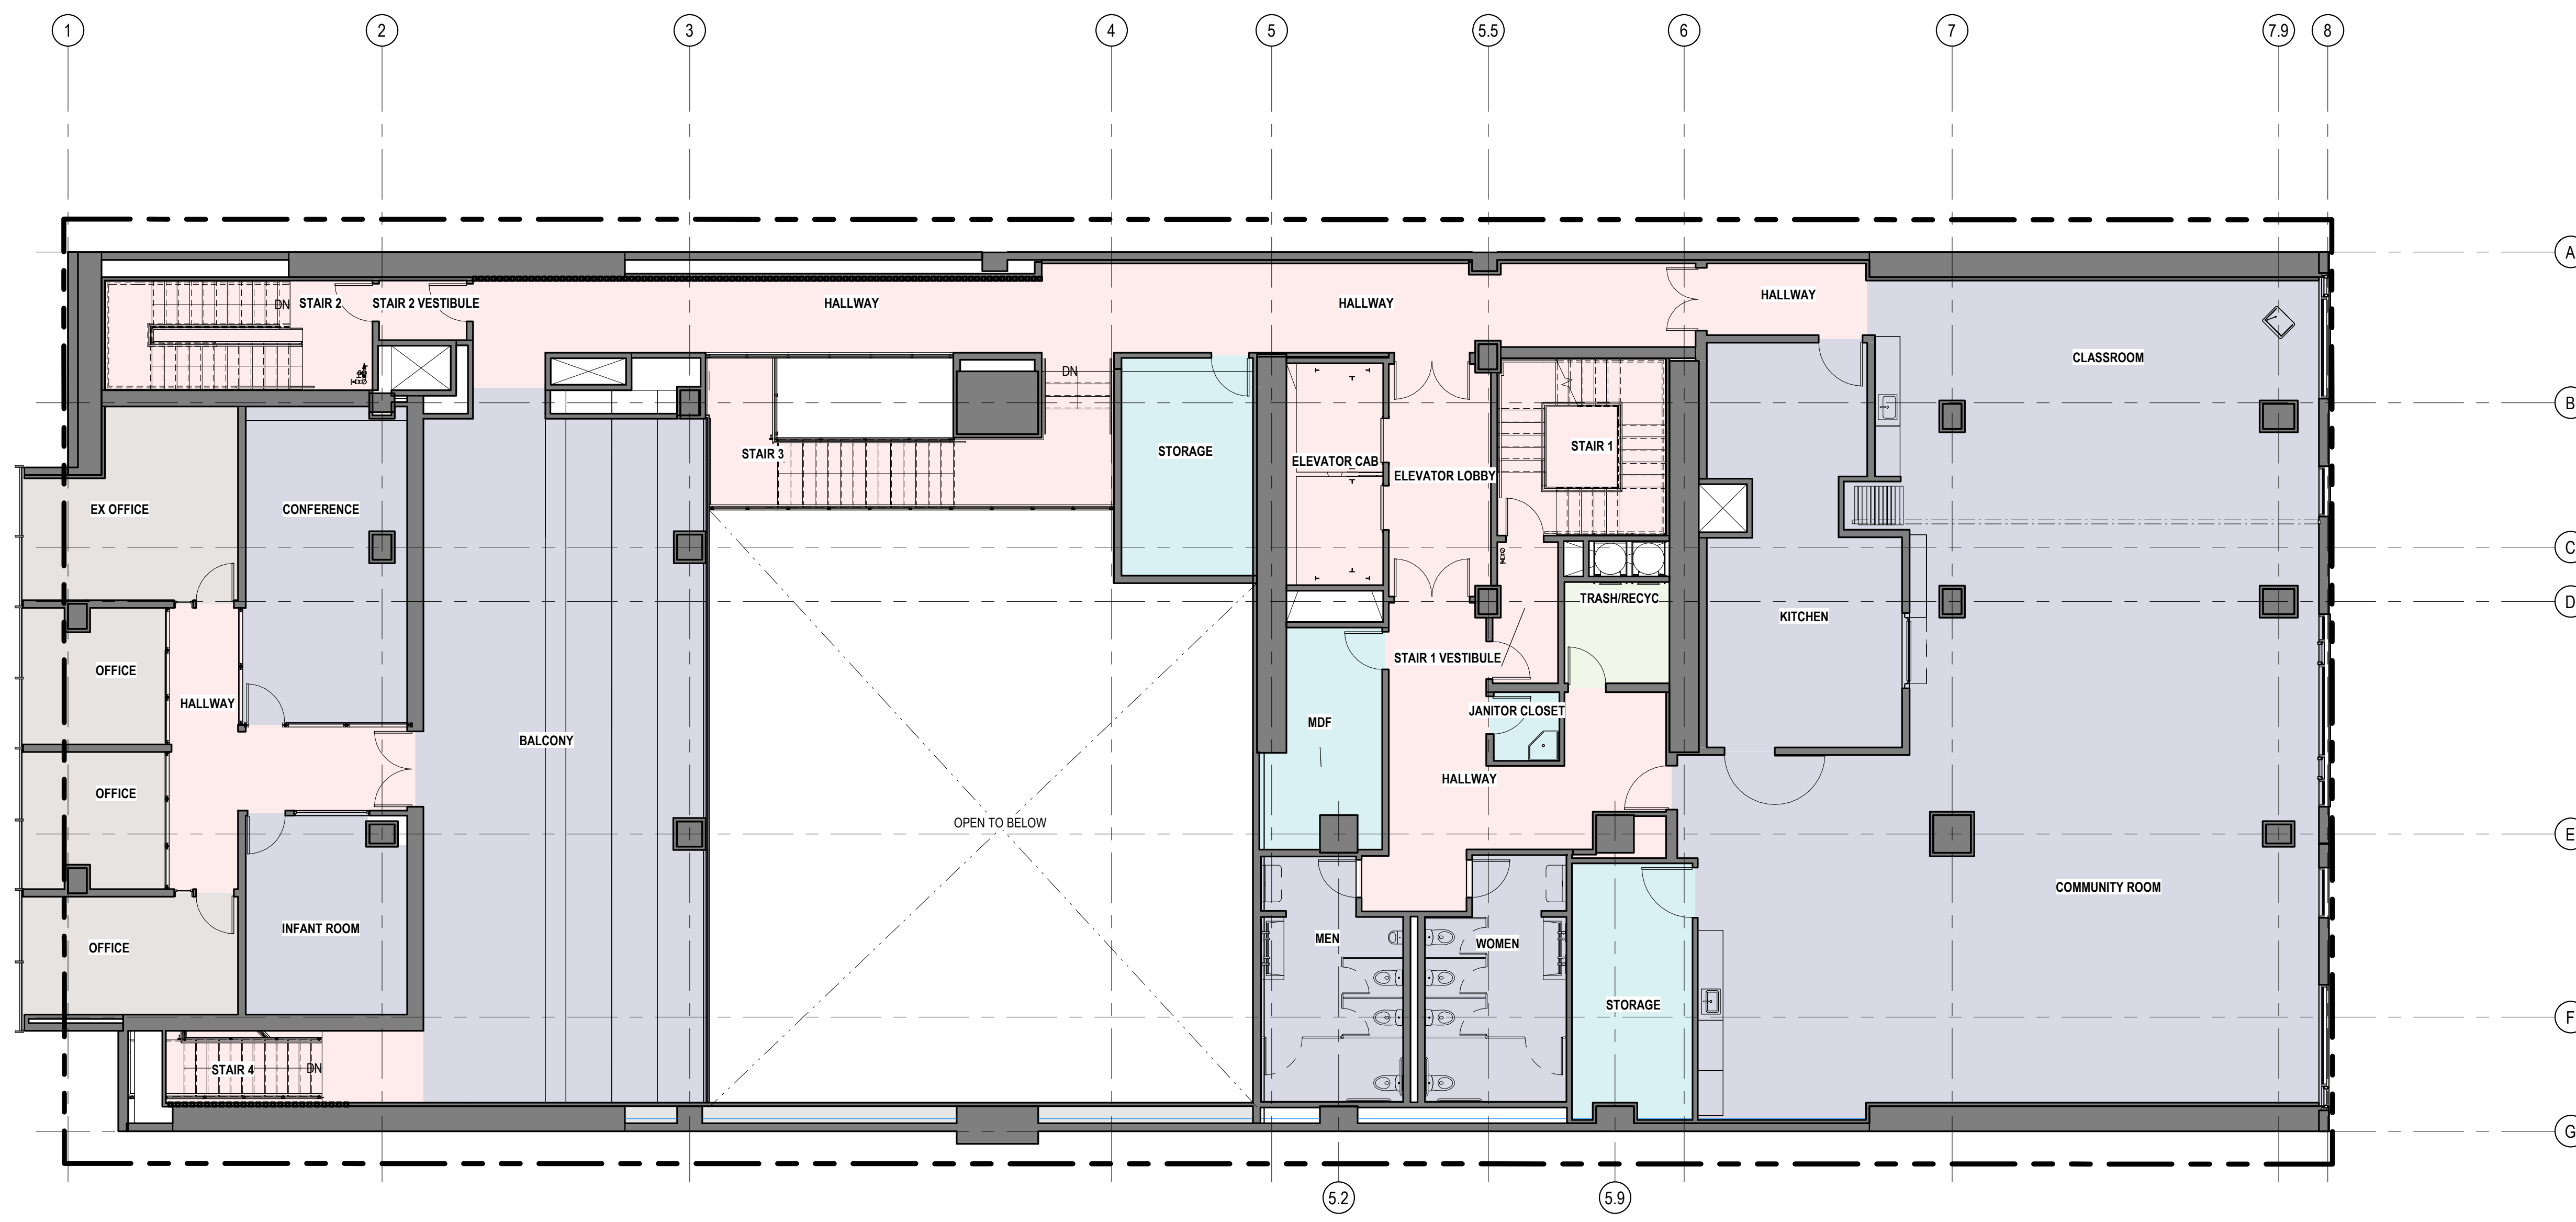 1
2
3
4
5
5.5
6
7
7.9
8
A
HALLWAY
STAIR 2
STAIR 2 VESTIBULE
HALLWAY
HALLWAY
DN
CLASSROOM
DN
B
STAIR 1
STAIR 3
STORAGE
ELEVATOR CAB
ELEVATOR LOBBY
EX OFFICE
CONFERENCE
C
TRASH/RECYC
D
KITCHEN
STAIR 1 VESTIBULE
OFFICE
HALLWAY
JANITOR CLOSET
MDF
BALCONY
HALLWAY
OFFICE
OPEN TO BELOW
E
COMMUNITY ROOM
INFANT ROOM
MEN
WOMEN
OFFICE
STORAGE
F
STAIR 4
DN
G
5.2
5.9